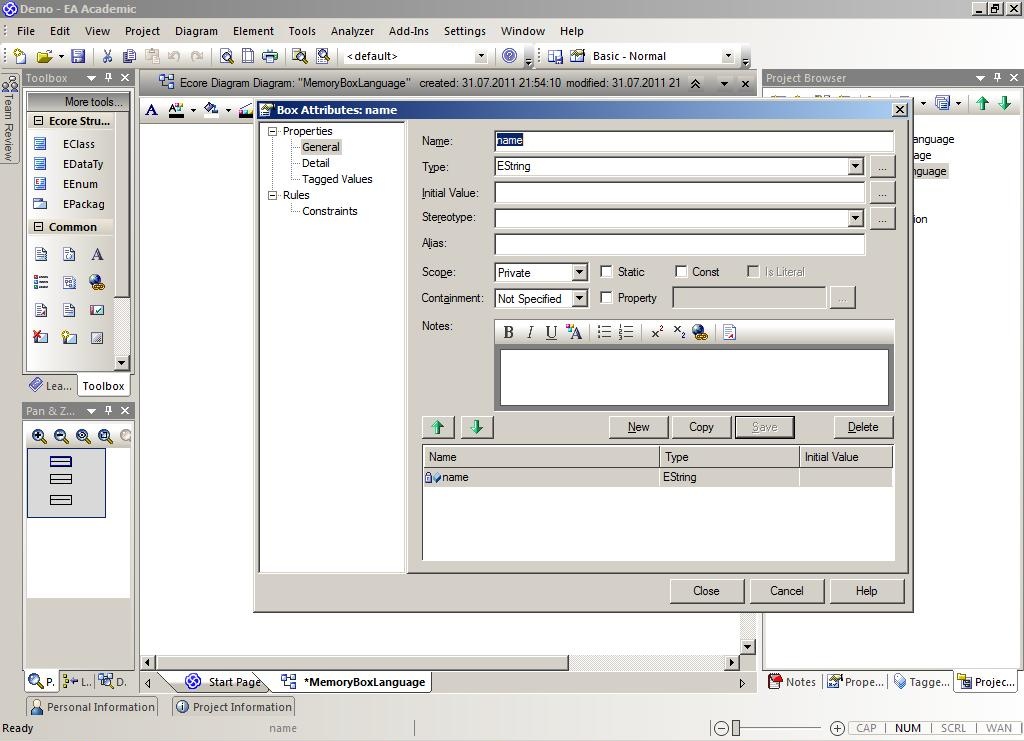 Demo - EA Academic
File Edit View Project Diagram Element Tools Analyzer Add-Ins Settings Window Help
<default> Basic - Normal
Toolbox
Ecore Diagram Diagram: "MemoryBoxLanguage" created: 31.07.2011 21:54:10 modified: 31.07.2011 21
Project Browser
Team Review
More tools...
Ecore Stru...
EClass
EDataTy
EEnum
EPackag
Common
Lea... Toolbox
Pan & Z...
Box Attributes: name
Properties
General
Detail
Tagged Values
Rules
Constraints
Name: name
Type: EString ...
Initial Value: ...
Stereotype: ...
Alias:
Scope: Private Static Const Is Literal
Containment: Not Specified Property ...
Notes:
B I U A x² x₂
New Copy Save Delete
Name Type Initial Value
name EString
Close Cancel Help
anguage
age
nguage
ion
P. L.. D.
Start Page *MemoryBoxLanguage
Notes Prope... Tagge... Projec...
Personal Information Project Information
Ready name CAP NUM SCRL WAN